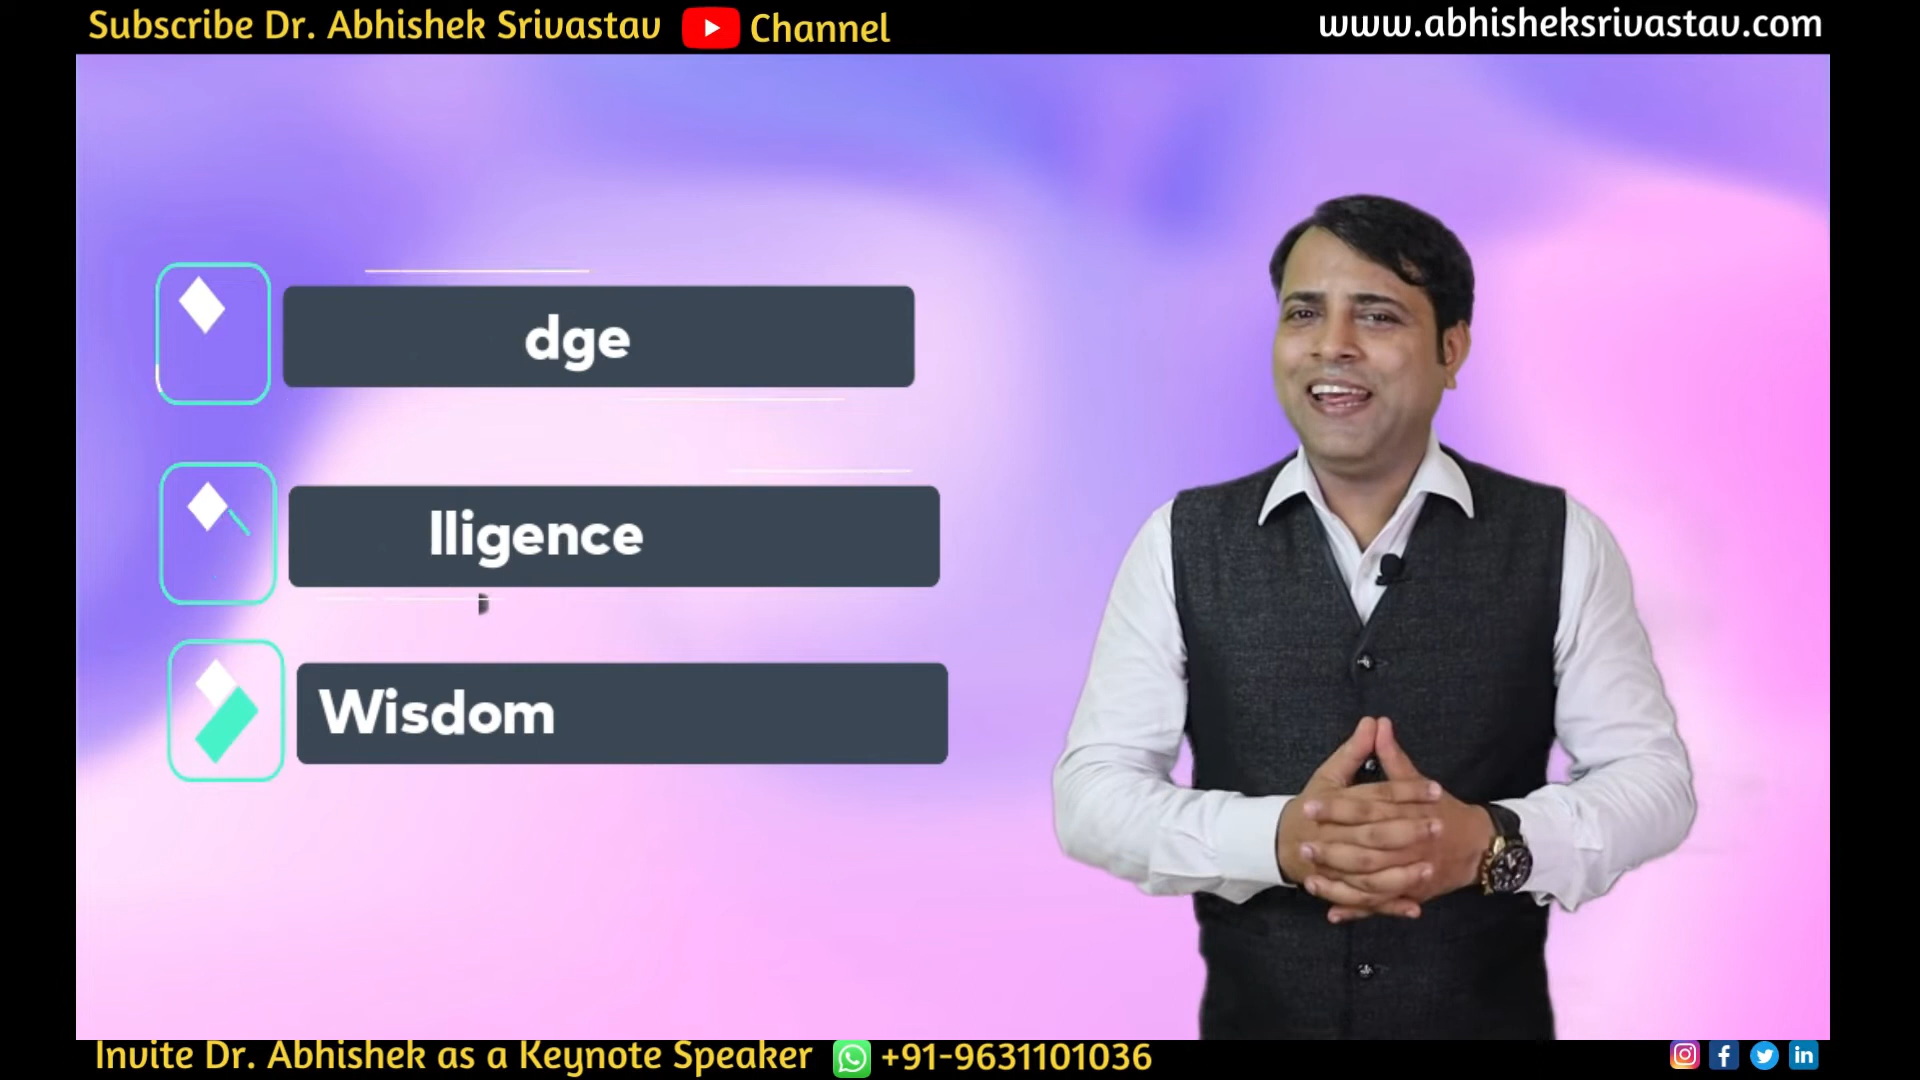 Subscribe Dr. Abhishek Srivastav Channel
www.abhisheksrivastav.com
dge
lligence
Wisdom
Invite Dr. Abhishek as a Keynote Speaker +91-9631101036